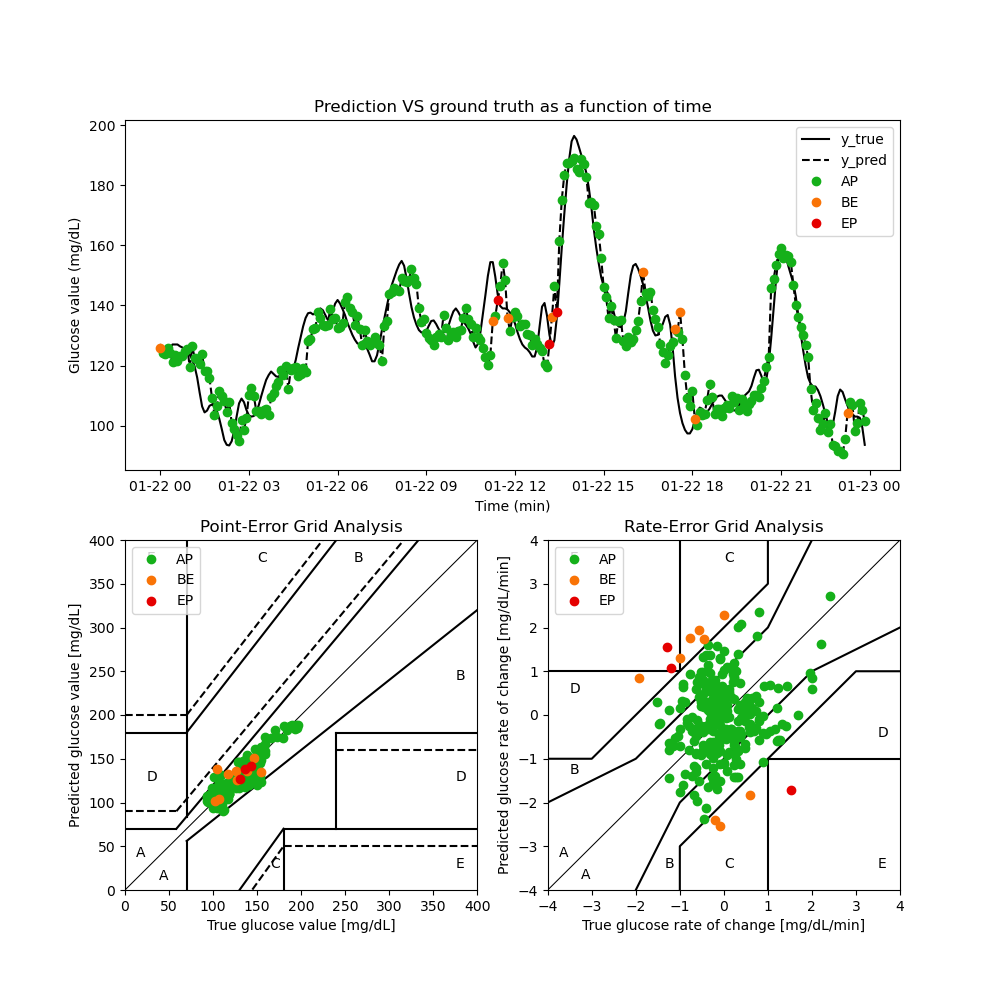 Prediction VS ground truth as a function of time
Glucose value (mg/dL)
200
180
160
140
120
100
y_true
y_pred
AP
BE
EP
01-22 00 01-22 03 01-22 06 01-22 09 01-22 12 01-22 15 01-22 18 01-22 21 01-23 00
Time (min)
Point-Error Grid Analysis
Predicted glucose value [mg/dL]
400
350
300
250
200
150
100
50
0
AP
BE
EP
C
B
B
D
D
A
A
C
E
0 50 100 150 200 250 300 350 400
True glucose value [mg/dL]
Rate-Error Grid Analysis
Predicted glucose rate of change [mg/dL/min]
4
3
2
1
0
−1
−2
−3
−4
AP
BE
EP
C
D
D
B
A
A
B
C
E
−4 −3 −2 −1 0 1 2 3 4
True glucose rate of change [mg/dL/min]